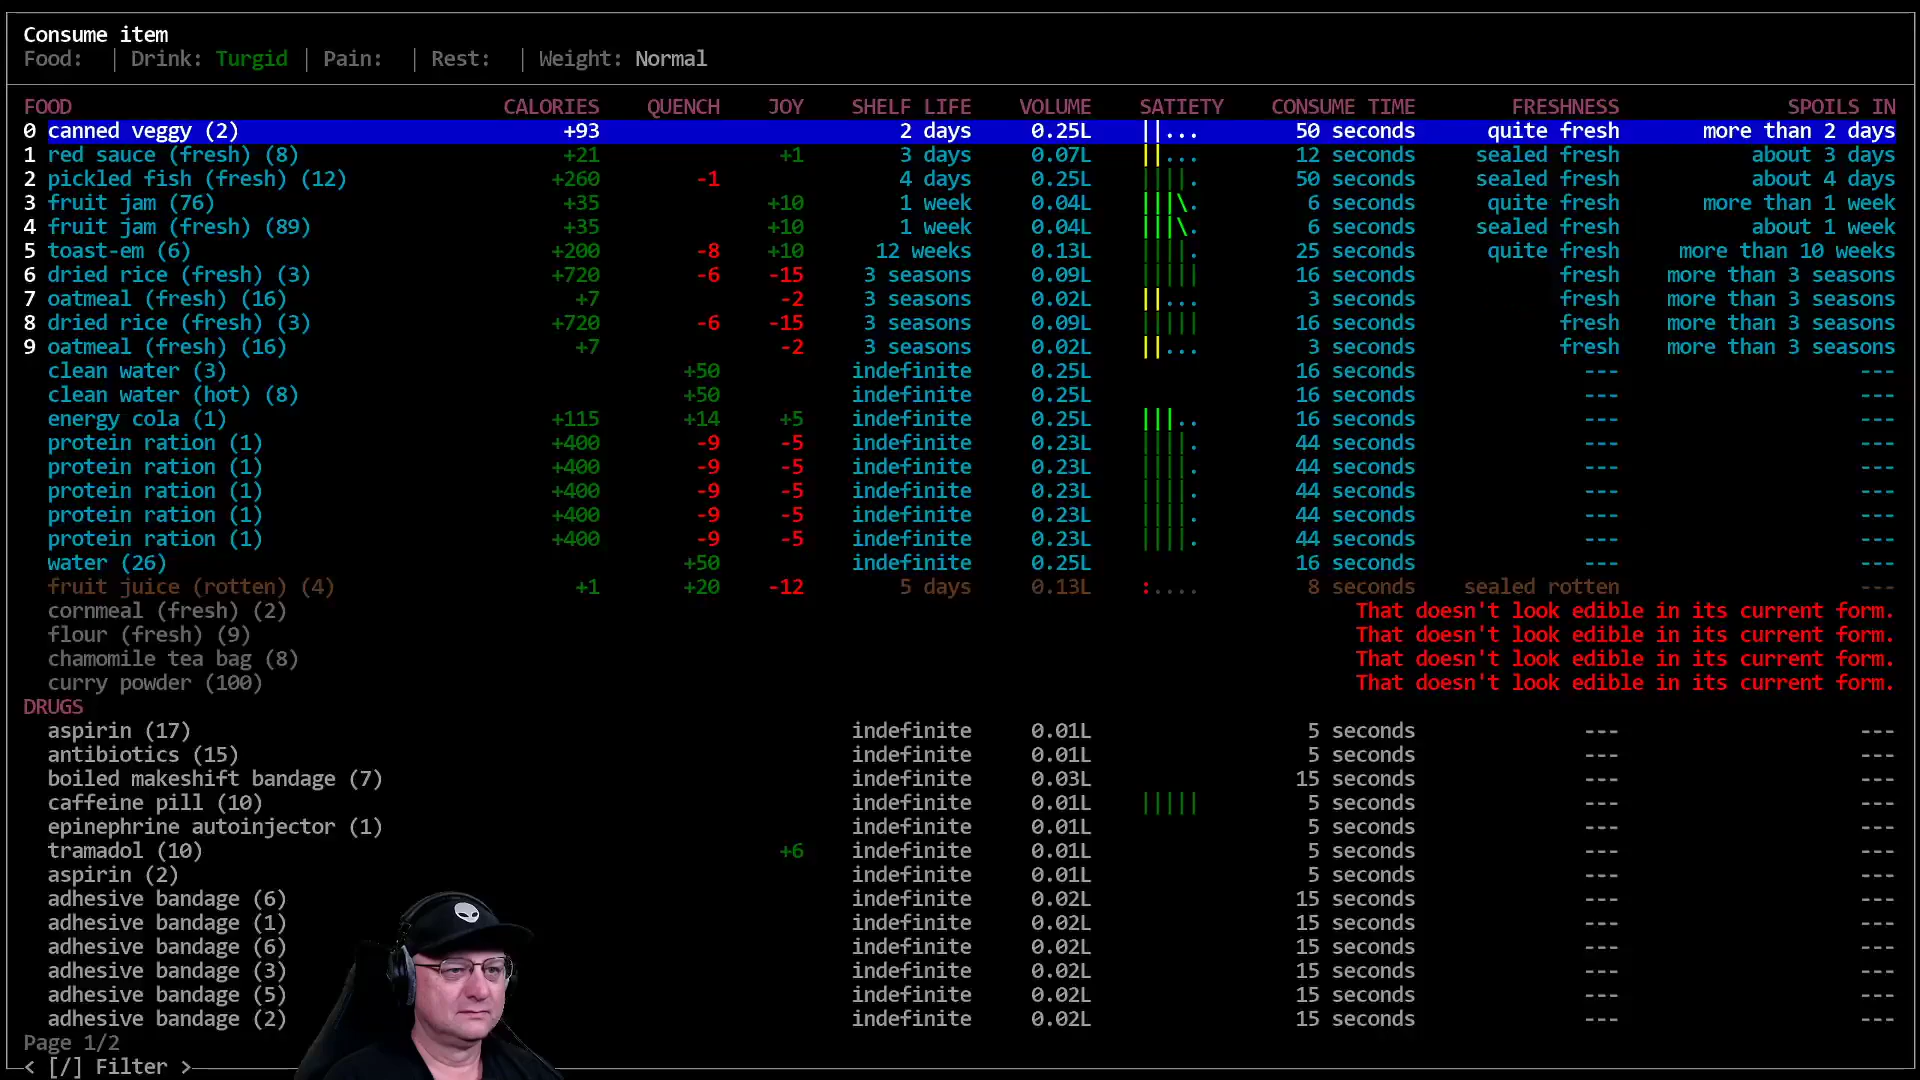 Consume item
Food: | Drink: Turgid | Pain: | Rest: | Weight: Normal
FOOD CALORIES QUENCH JOY SHELF LIFE VOLUME SATIETY CONSUME TIME FRESHNESS SPOILS IN
0 canned veggy (2) +93 2 days 0.25L ||... 50 seconds quite fresh more than 2 days
1 red sauce (fresh) (8) +21 +1 3 days 0.07L ||... 12 seconds sealed fresh about 3 days
2 pickled fish (fresh) (12) +260 -1 4 days 0.25L ||||. 50 seconds sealed fresh about 4 days
3 fruit jam (76) +35 +10 1 week 0.04L |||\. 6 seconds quite fresh more than 1 week
4 fruit jam (fresh) (89) +35 +10 1 week 0.04L |||\. 6 seconds sealed fresh about 1 week
5 toast-em (6) +200 -8 +10 12 weeks 0.13L ||||. 25 seconds quite fresh more than 10 weeks
6 dried rice (fresh) (3) +720 -6 -15 3 seasons 0.09L ||||| 16 seconds fresh more than 3 seasons
7 oatmeal (fresh) (16) +7 -2 3 seasons 0.02L ||... 3 seconds fresh more than 3 seasons
8 dried rice (fresh) (3) +720 -6 -15 3 seasons 0.09L ||||| 16 seconds fresh more than 3 seasons
9 oatmeal (fresh) (16) +7 -2 3 seasons 0.02L ||... 3 seconds fresh more than 3 seasons
clean water (3) +50 indefinite 0.25L 16 seconds --- ---
clean water (hot) (8) +50 indefinite 0.25L 16 seconds --- ---
energy cola (1) +115 +14 +5 indefinite 0.25L |||.. 16 seconds --- ---
protein ration (1) +400 -9 -5 indefinite 0.23L ||||. 44 seconds --- ---
protein ration (1) +400 -9 -5 indefinite 0.23L ||||. 44 seconds --- ---
protein ration (1) +400 -9 -5 indefinite 0.23L ||||. 44 seconds --- ---
protein ration (1) +400 -9 -5 indefinite 0.23L ||||. 44 seconds --- ---
protein ration (1) +400 -9 -5 indefinite 0.23L ||||. 44 seconds --- ---
water (26) +50 indefinite 0.25L 16 seconds --- ---
fruit juice (rotten) (4) +1 +20 -12 5 days 0.13L :.... 8 seconds sealed rotten ---
cornmeal (fresh) (2) That doesn't look edible in its current form.
flour (fresh) (9) That doesn't look edible in its current form.
chamomile tea bag (8) That doesn't look edible in its current form.
curry powder (100) That doesn't look edible in its current form.
DRUGS
aspirin (17) indefinite 0.01L 5 seconds --- ---
antibiotics (15) indefinite 0.01L 5 seconds --- ---
boiled makeshift bandage (7) indefinite 0.03L 15 seconds --- ---
caffeine pill (10) indefinite 0.01L ||||| 5 seconds --- ---
epinephrine autoinjector (1) indefinite 0.01L 5 seconds --- ---
tramadol (10) +6 indefinite 0.01L 5 seconds --- ---
aspirin (2) indefinite 0.01L 5 seconds --- ---
adhesive bandage (6) indefinite 0.02L 15 seconds --- ---
adhesive bandage (1) indefinite 0.02L 15 seconds --- ---
adhesive bandage (6) indefinite 0.02L 15 seconds --- ---
adhesive bandage (3) indefinite 0.02L 15 seconds --- ---
adhesive bandage (5) indefinite 0.02L 15 seconds --- ---
adhesive bandage (2) indefinite 0.02L 15 seconds --- ---
Page 1/2
< [/] Filter >